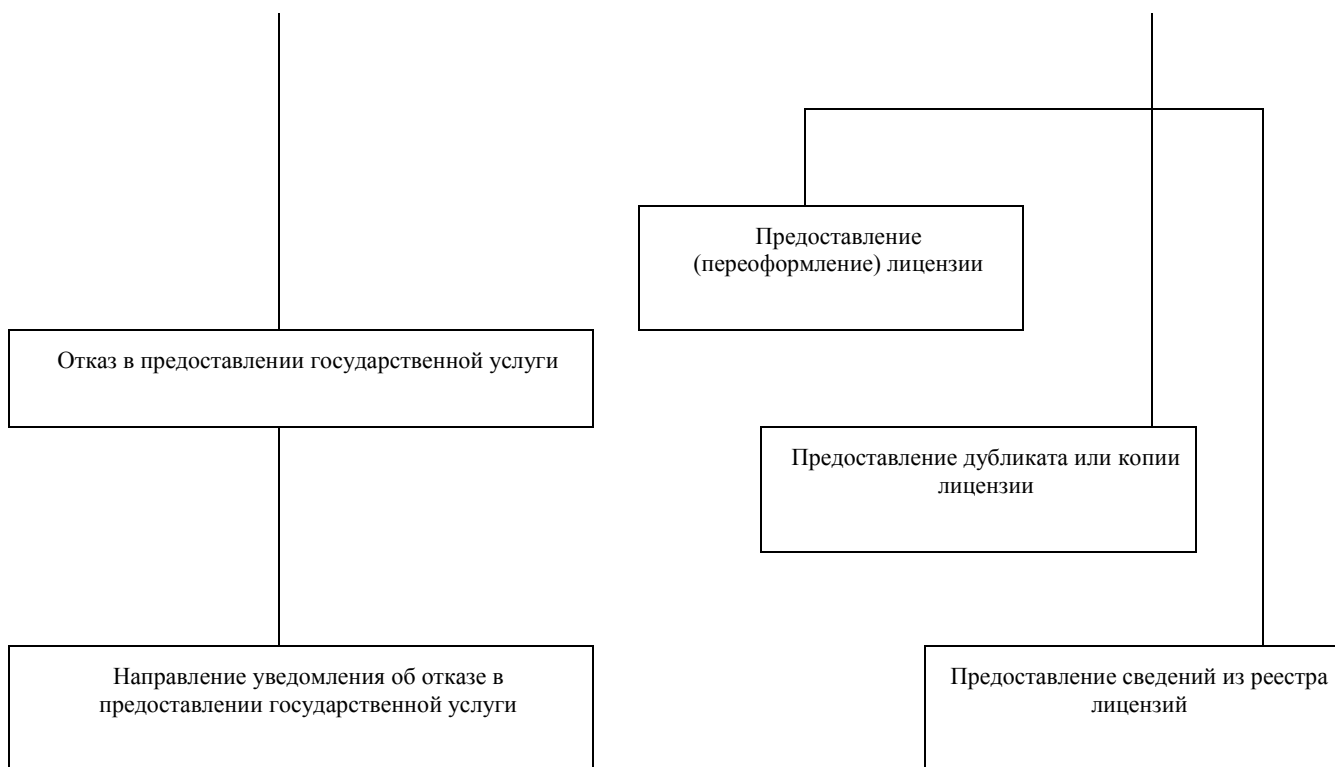 Предоставление
(переоформление) лицензии
Отказ в предоставлении государственной услуги
Предоставление дубликата или копии
лицензии
Направление уведомления об отказе в
предоставлении государственной услуги
Предоставление сведений из реестра
лицензий